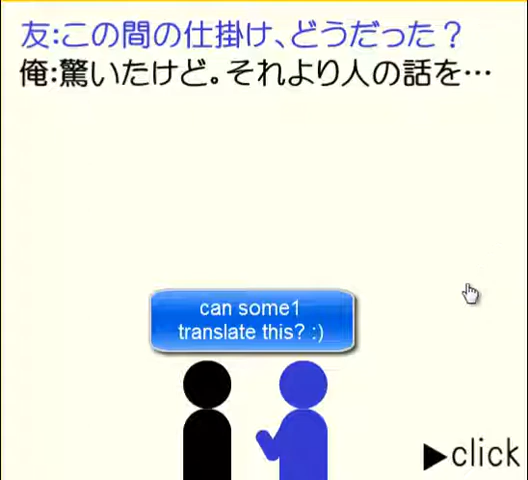 友:この間の仕掛け、どうだった?
俺:驚いたけど。それより人の話を…
can some1
translate this? :)
▶click